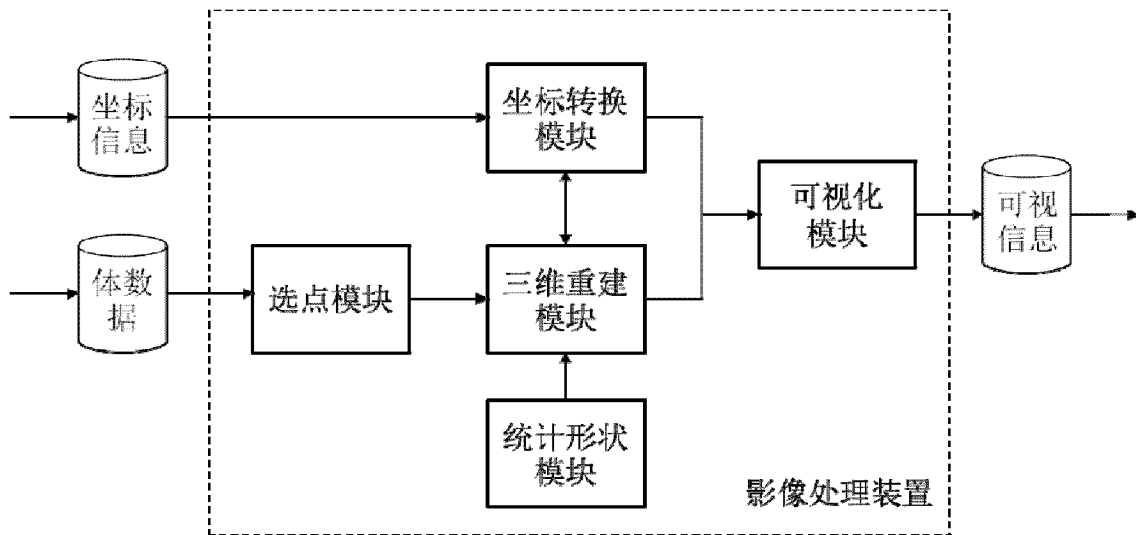 坐标
信息
坐标转换
模块
可视化
模块
可视
信息
体数
据
选点模块
三维重建
模块
统计形状
模块
影像处理装置